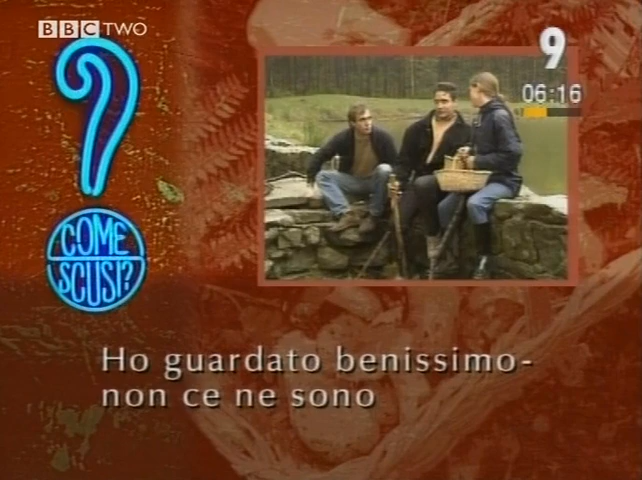 BBC TWO
9
06:16
COME
SCUSI?
Ho guardato benissimo-
non ce ne sono